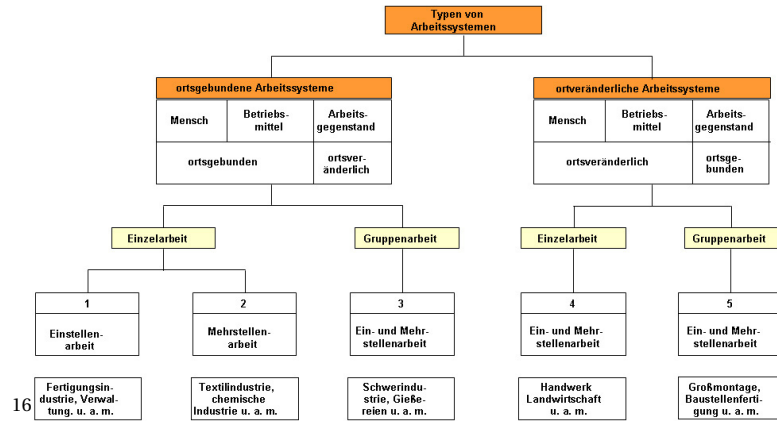 Typen von
Arbeitssystemen
ortsgebundene Arbeitssysteme
Mensch
Betriebs-
mittel
Arbeits-
gegenstand
ortsgebunden
ortsver-
änderlich
ortveränderliche Arbeitssysteme
Mensch
Betriebs-
mittel
Arbeits-
gegenstand
ortsveränderlich
ortsge-
bunden
Einzelarbeit
Gruppenarbeit
Einzelarbeit
Gruppenarbeit
1
Einstellen-
arbeit
2
Mehrstellen-
arbeit
3
Ein- und Mehr-
stellenarbeit
4
Ein- und Mehr-
stellenarbeit
5
Ein- und Mehr-
stellenarbeit
16
Fertigungsin-
dustrie, Verwal-
tung. u. a. m.
Textilindustrie,
chemische
Industrie u. a. m.
Schwerindu-
strie, Gieße-
reien u. a. m.
Handwerk
Landwirtschaft
u. a. m.
Großmontage,
Baustellenferti-
gung u. a. m.